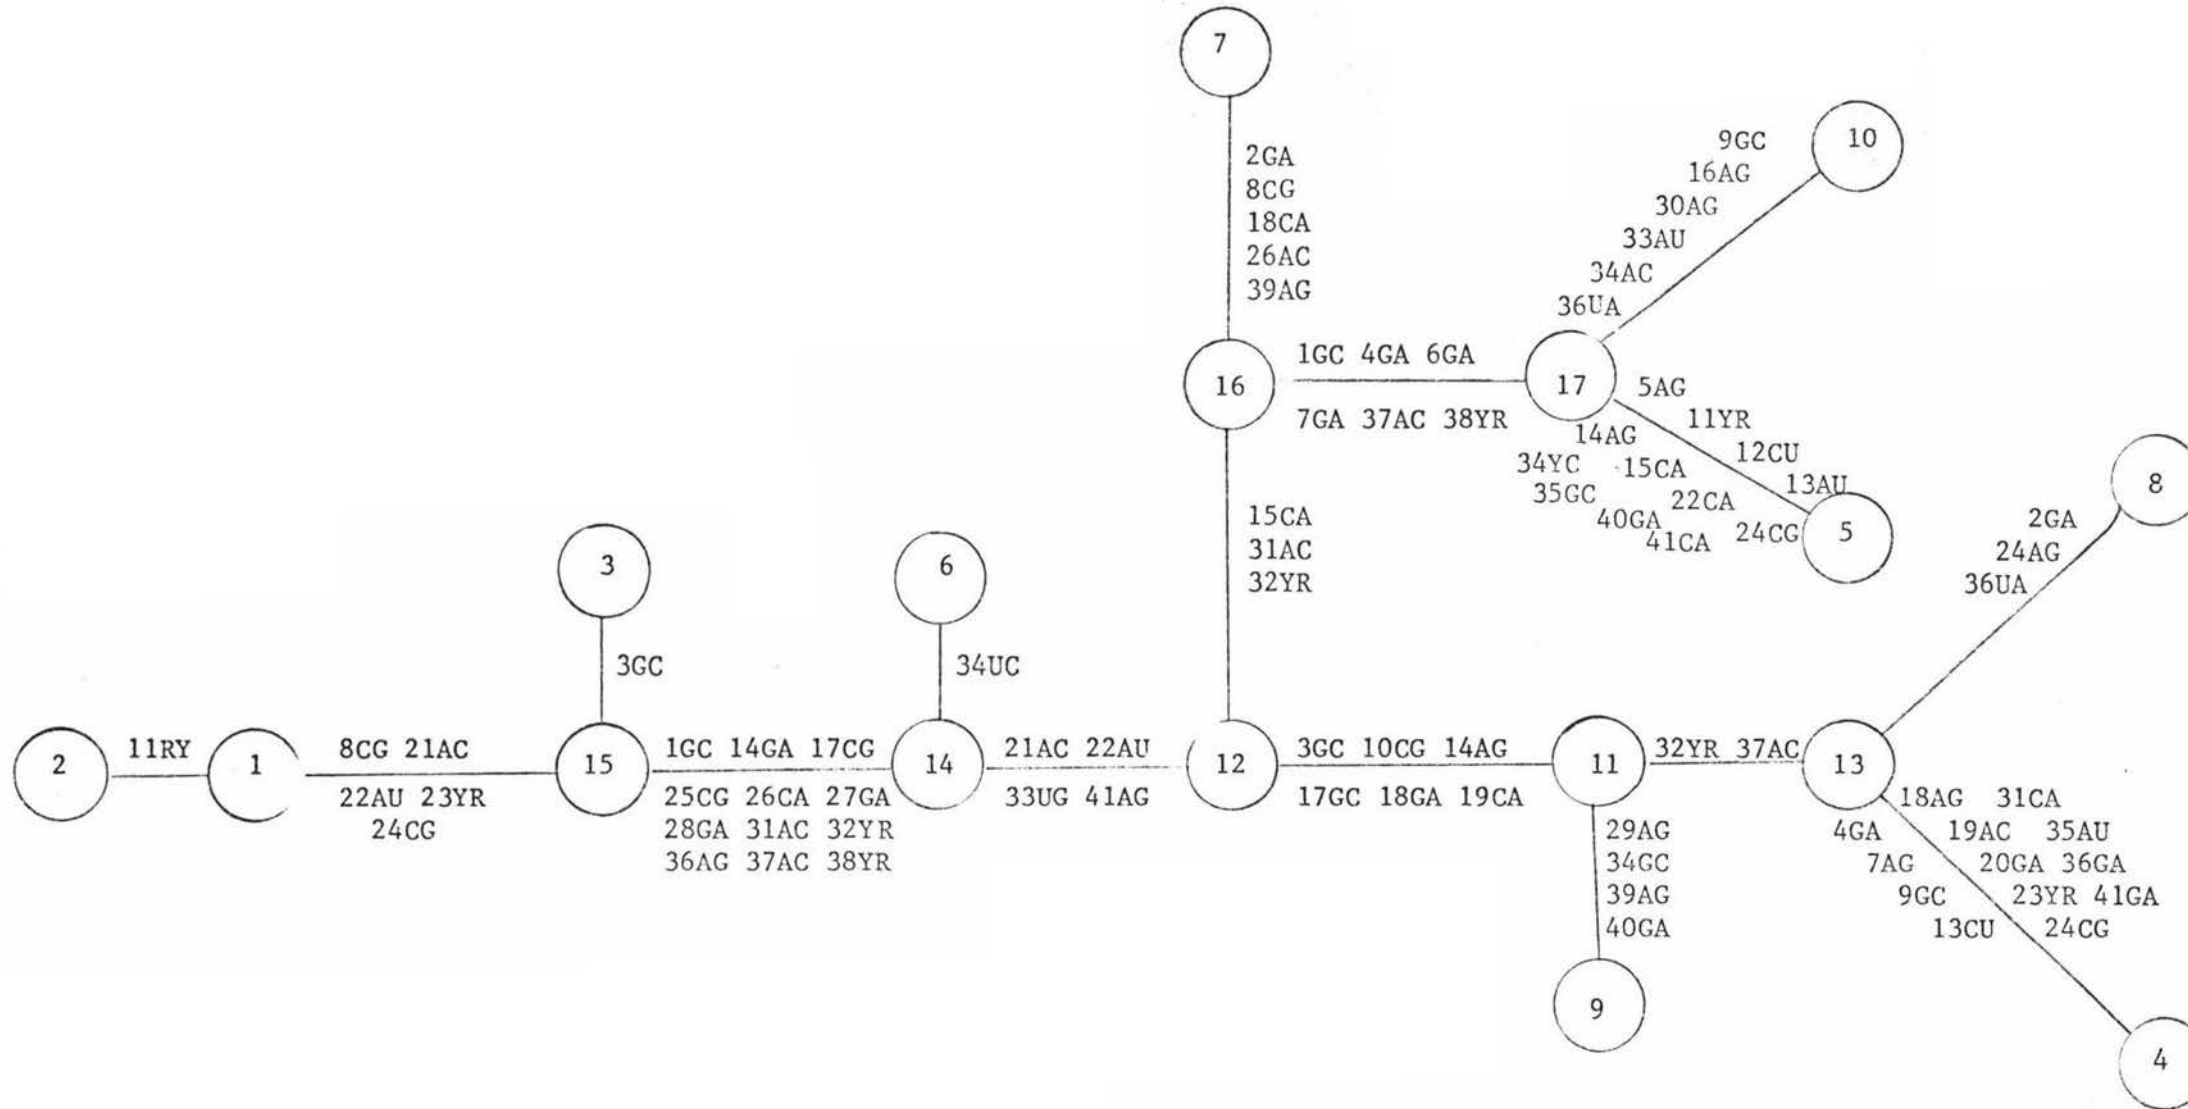 7
2GA
8CG
18CA
26AC
39AG
9GC
16AG
30AG
33AU
34AC
36UA
10
16
1GC 4GA 6GA
7GA 37AC 38YR
17
5AG
11YR
12CU
13AU
14AG
34YC 15CA
35GC 22CA
40GA
41CA 24CG
5
8
2GA
24AG
36UA
15CA
31AC
32YR
3
3GC
6
34UC
2
11RY
1
8CG 21AC
22AU 23YR
24CG
15
1GC 14GA 17CG
25CG 26CA 27GA
28GA 31AC 32YR
36AG 37AC 38YR
14
21AC 22AU
33UG 41AG
12
3GC 10CG 14AG
17GC 18GA 19CA
11
32YR 37AC
13
29AG
34GC
39AG
40GA
9
18AG 31CA
4GA 19AC 35AU
7AG 20GA 36GA
9GC 23YR 41GA
13CU 24CG
4